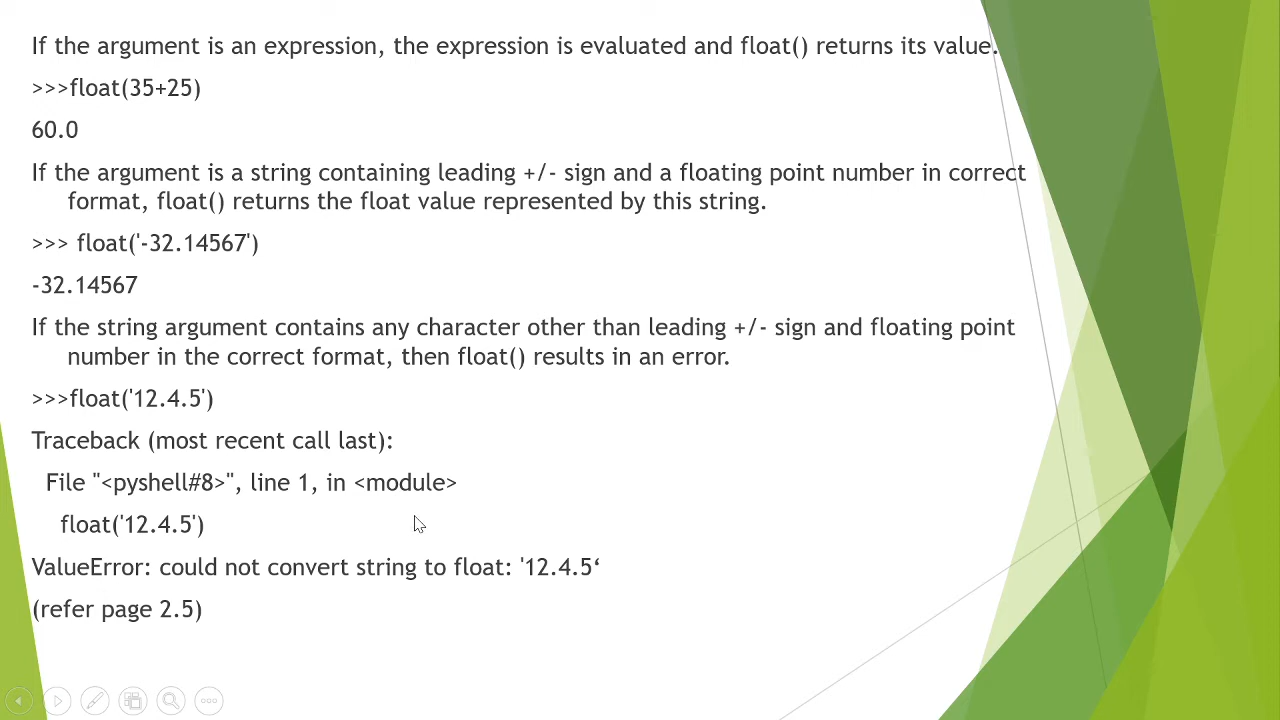 If the argument is an expression, the expression is evaluated and float() returns its value.
>>>float(35+25)
60.0
If the argument is a string containing leading +/- sign and a floating point number in correct
format, float() returns the float value represented by this string.
>>> float('-32.14567')
-32.14567
If the string argument contains any character other than leading +/- sign and floating point
number in the correct format, then float() results in an error.
>>>float('12.4.5')
Traceback (most recent call last):
File "<pyshell#8>", line 1, in <module>
float('12.4.5')
ValueError: could not convert string to float: '12.4.5‘
(refer page 2.5)